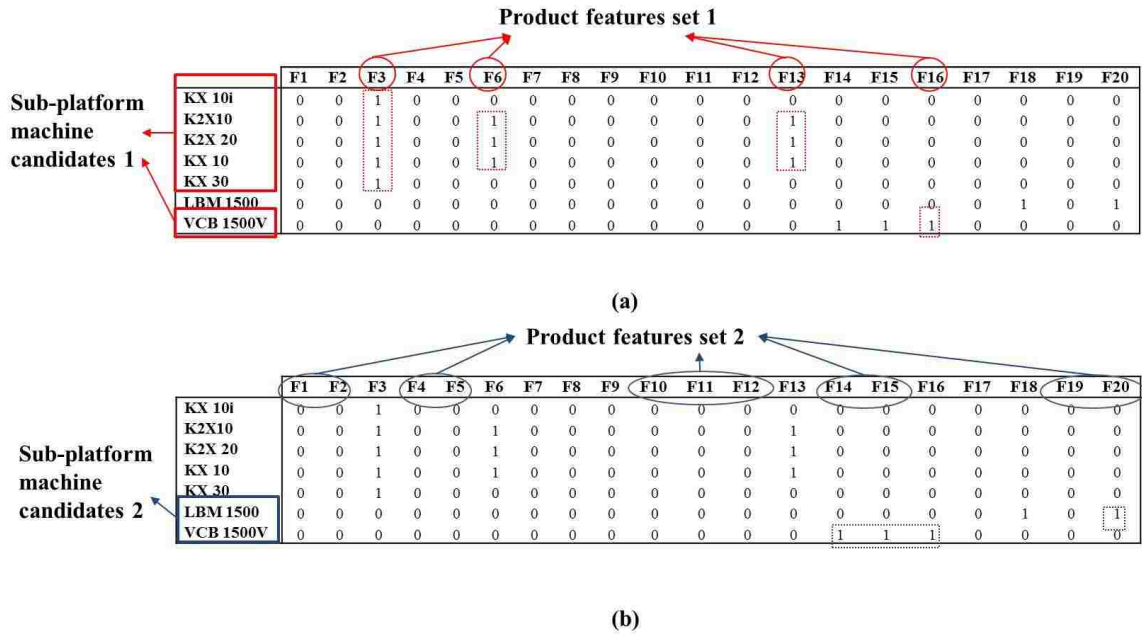 Product features set 1
F1 F2 F3 F4 F5 F6 F7 F8 F9 F10 F11 F12 F13 F14 F15 F16 F17 F18 F19 F20
Sub-platform
machine
candidates 1
KX 10i 0 0 1 0 0 0 0 0 0 0 0 0 0 0 0 0 0 0 0 0
K2X10 0 0 1 0 0 1 0 0 0 0 0 0 1 0 0 0 0 0 0 0
K2X 20 0 0 1 0 0 1 0 0 0 0 0 0 1 0 0 0 0 0 0 0
KX 10 0 0 1 0 0 1 0 0 0 0 0 0 1 0 0 0 0 0 0 0
KX 30 0 0 1 0 0 0 0 0 0 0 0 0 0 0 0 0 0 0 0 0
LBM 1500 0 0 0 0 0 0 0 0 0 0 0 0 0 0 0 0 0 1 0 1
VCB 1500V 0 0 0 0 0 0 0 0 0 0 0 0 0 1 1 1 0 0 0 0
(a)
Product features set 2
F1 F2 F3 F4 F5 F6 F7 F8 F9 F10 F11 F12 F13 F14 F15 F16 F17 F18 F19 F20
Sub-platform
machine
candidates 2
KX 10i 0 0 1 0 0 0 0 0 0 0 0 0 0 0 0 0 0 0 0 0
K2X10 0 0 1 0 0 1 0 0 0 0 0 0 1 0 0 0 0 0 0 0
K2X 20 0 0 1 0 0 1 0 0 0 0 0 0 1 0 0 0 0 0 0 0
KX 10 0 0 1 0 0 1 0 0 0 0 0 0 1 0 0 0 0 0 0 0
KX 30 0 0 1 0 0 0 0 0 0 0 0 0 0 0 0 0 0 0 0 0
LBM 1500 0 0 0 0 0 0 0 0 0 0 0 0 0 0 0 0 0 1 0 1
VCB 1500V 0 0 0 0 0 0 0 0 0 0 0 0 0 1 1 1 0 0 0 0
(b)